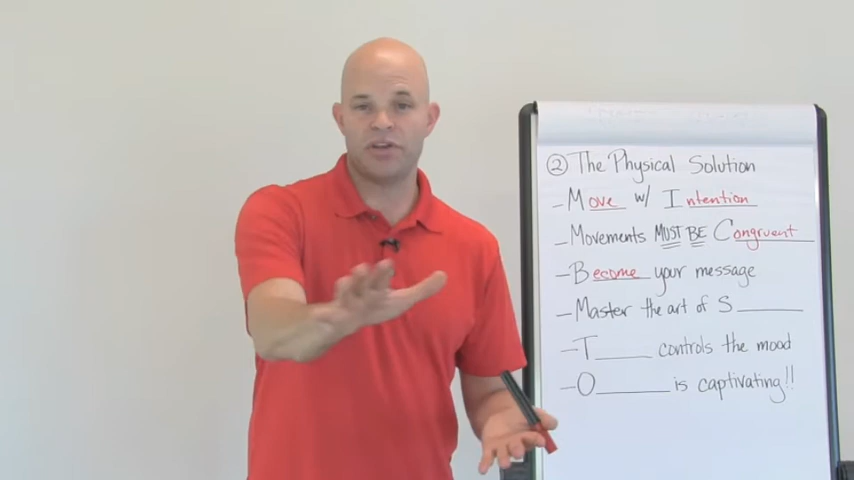 ② The Physical Solution
- Move w/ Intention
- Movements MUST BE Congruent
- Become your message
- Master the art of S______
- T______ controls the mood
- O______ is captivating!!